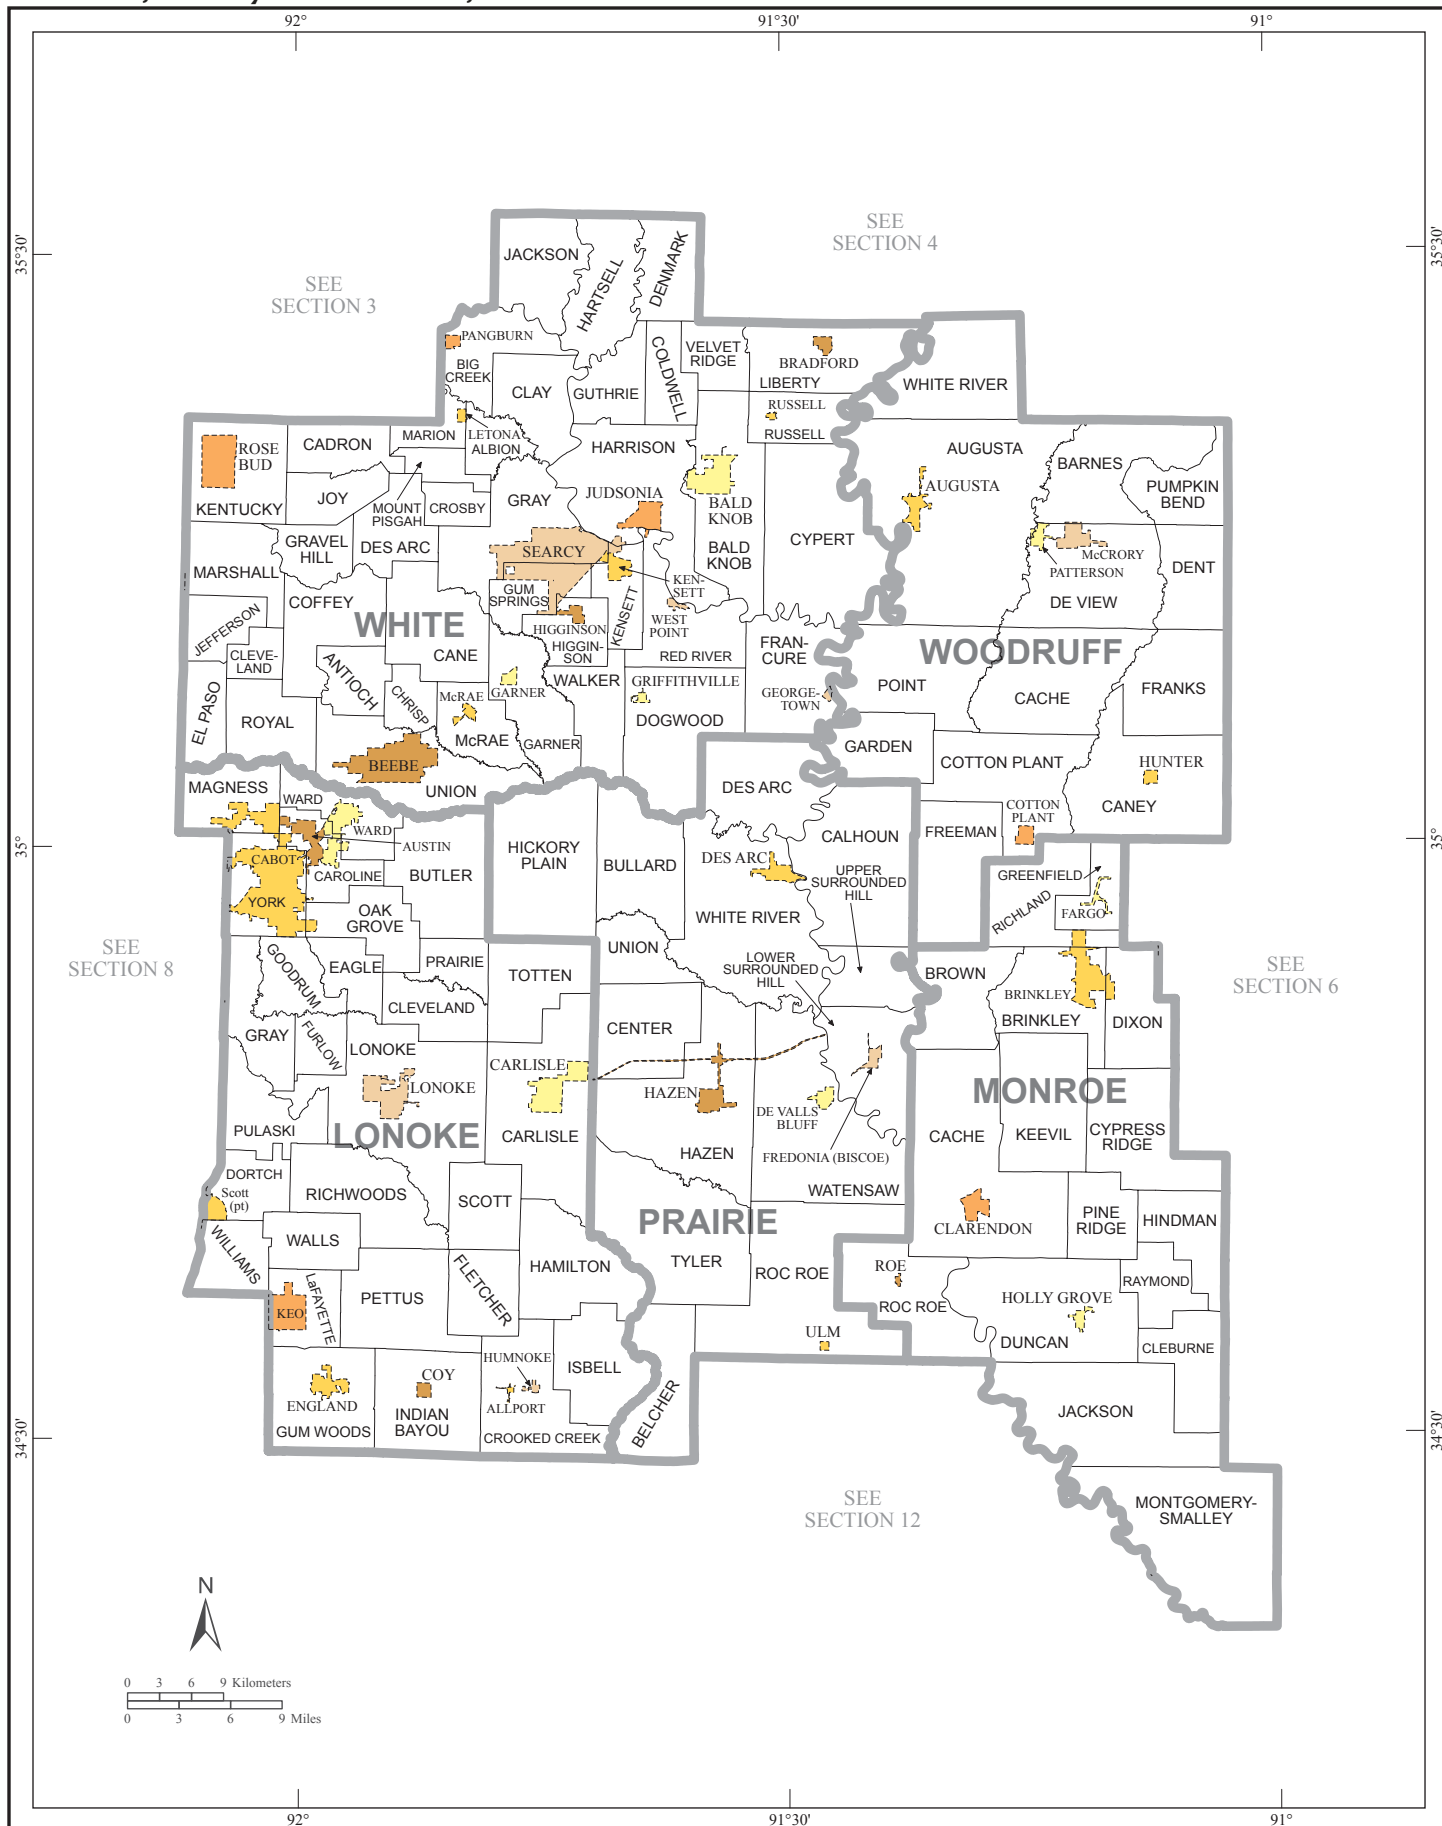 92°
91°30'
91°
35°30'
35°30'
SEE
SECTION 4
SEE
SECTION 3
JACKSON
HARTSELL
DENMARK
PANGBURN
BIG
CREEK
CLAY
GUTHRIE
COLDWELL
VELVET
RIDGE
BRADFORD
LIBERTY
WHITE RIVER
RUSSELL
RUSSELL
LETONA
ALBION
MARION
CADRON
ROSE
BUD
KENTUCKY
JOY
MOUNT
PISGAH
CROSBY
GRAY
HARRISON
JUDSONIA
BALD
KNOB
BALD
KNOB
CYPERT
AUGUSTA
AUGUSTA
BARNES
PUMPKIN
BEND
McCRORY
PATTERSON
DENT
DE VIEW
GRAVEL
HILL
DES ARC
SEARCY
MARSHALL
COFFEY
GUM
SPRINGS
KEN-
SETT
KENSETT
WEST
POINT
HIGGINSON
HIGGIN-
SON
JEFFERSON
CLEVE-
LAND
WHITE
CANE
RED RIVER
FRAN-
CURE
WOODRUFF
ANTIOCH
CHRISP
McRAE
GARNER
WALKER
GRIFFITHVILLE
DOGWOOD
GEORGE-
TOWN
POINT
CACHE
FRANKS
EL PASO
ROYAL
McRAE
GARNER
GARDEN
COTTON PLANT
HUNTER
CANEY
BEEBE
UNION
DES ARC
MAGNESS
WARD
WARD
AUSTIN
COTTON
PLANT
FREEMAN
CALHOUN
35°
35°
HICKORY
PLAIN
BULLARD
DES ARC
UPPER
SURROUNDED
HILL
GREENFIELD
RICHLAND
FARGO
CABOT
CAROLINE
BUTLER
YORK
OAK
GROVE
WHITE RIVER
SEE
SECTION 8
GOODRUM
EAGLE
PRAIRIE
TOTTEN
UNION
LOWER
SURROUNDED
HILL
BROWN
BRINKLEY
BRINKLEY
DIXON
SEE
SECTION 6
CLEVELAND
CENTER
GRAY
FURLOW
LONOKE
LONOKE
CARLISLE
HAZEN
DE VALLS
BLUFF
MONROE
PULASKI
LONOKE
CARLISLE
HAZEN
FREDONIA (BISCOE)
CACHE
KEEVIL
CYPRESS
RIDGE
DORTCH
Scott
(pt)
RICHWOODS
SCOTT
WATENSAW
CLARENDON
PINE
RIDGE
HINDMAN
PRAIRIE
WILLIAMS
WALLS
FLETCHER
HAMILTON
TYLER
ROC ROE
ROE
ROC ROE
RAYMOND
KEO
LaFAYETTE
PETTUS
HOLLY GROVE
DUNCAN
CLEBURNE
ULM
HUMNOKE
ISBELL
ENGLAND
GUM WOODS
COY
INDIAN
BAYOU
ALLPORT
CROOKED CREEK
BELCHER
JACKSON
34°30'
34°30'
SEE
SECTION 12
MONTGOMERY-
SMALLEY
N
0 3 6 9 Kilometers
0 3 6 9 Miles
92°
91°30'
91°